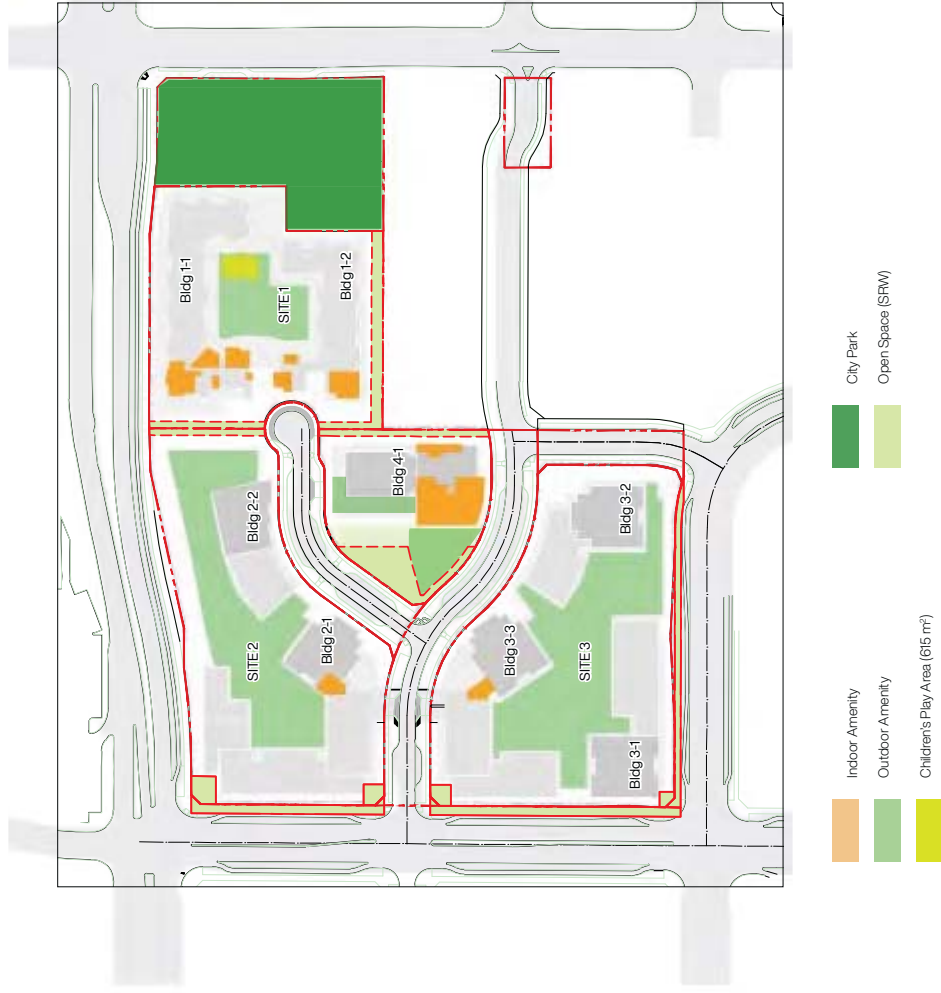 Bldg 1-1
SITE 1
Bldg 1-2
Bldg 2-2
Bldg 4-1
Bldg 3-2
SITE 2
Bldg 2-1
Bldg 3-3
SITE 3
Bldg 3-1
Indoor Amenity
Outdoor Amenity
Children's Play Area (615 m²)
City Park
Open Space (SRW)